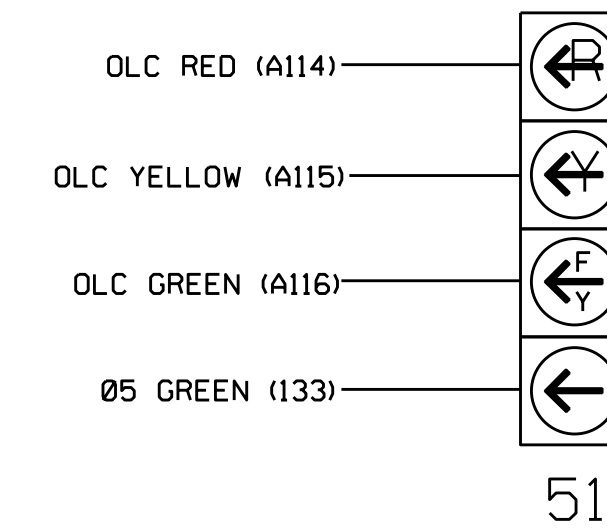 OLC RED (A114)
R
OLC YELLOW (A115)
Y
OLC GREEN (A116)
F
Y
Ø5 GREEN (133)
51